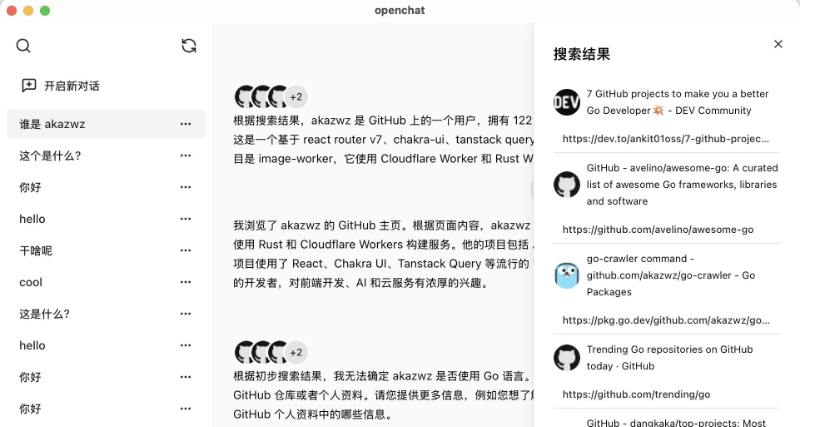 openchat
开启新对话
谁是 akazwz
这个是什么？
你好
hello
干啥呢
cool
这是什么？
hello
你好
你好
+2
根据搜索结果，akazwz 是 GitHub 上的一个用户，拥有 122
这是一个基于 react router v7、chakra-ui、tanstack query
目是 image-worker，它使用 Cloudflare Worker 和 Rust W
我浏览了 akazwz 的 GitHub 主页。根据页面内容，akazwz
使用 Rust 和 Cloudflare Workers 构建服务。他的项目包括
项目使用了 React、Chakra UI、Tanstack Query 等流行的
的开发者，对前端开发、AI 和云服务有浓厚的兴趣。
+2
根据初步搜索结果，我无法确定 akazwz 是否使用 Go 语言。
GitHub 仓库或者个人资料。请您提供更多信息，例如您想了解
GitHub 个人资料中的哪些信息。
搜索结果
DEV
7 GitHub projects to make you a better
Go Developer💥 - DEV Community
https://dev.to/ankit01oss/7-github-projec...
GitHub - avelino/awesome-go: A curated
list of awesome Go frameworks, libraries
and software
https://github.com/avelino/awesome-go
go-crawler command -
github.com/akazwz/go-crawler - Go
Packages
https://pkg.go.dev/github.com/akazwz/go...
Trending Go repositories on GitHub
today · GitHub
https://github.com/trending/go
GitHub - dangkaka/top-projects: Most